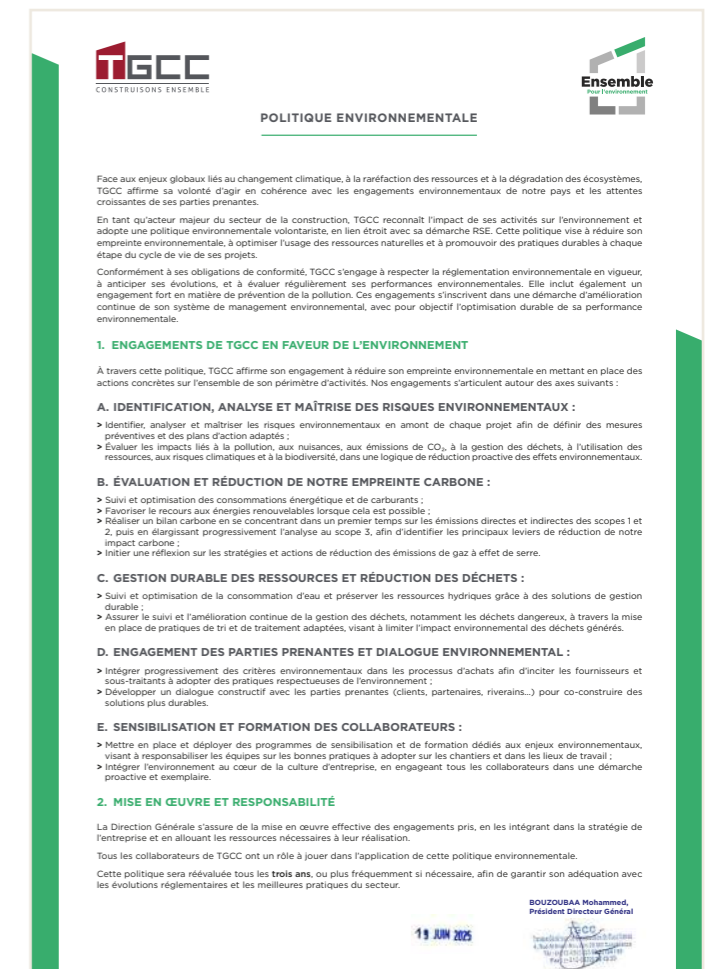 TGCC
CONSTRUISONS ENSEMBLE
Ensemble
Pour l'environnement
POLITIQUE ENVIRONNEMENTALE
Face aux enjeux globaux liés au changement climatique, à la raréfaction des ressources et à la dégradation des écosystèmes,
TGCC affirme sa volonté d'agir en cohérence avec les engagements environnementaux de notre pays et les attentes
croissantes de ses parties prenantes.
En tant qu'acteur majeur du secteur de la construction, TGCC reconnaît l'impact de ses activités sur l'environnement et
adopte une politique environnementale volontariste, en lien étroit avec sa démarche RSE. Cette politique vise à réduire son
empreinte environnementale, à optimiser l'usage des ressources naturelles et à promouvoir des pratiques durables à chaque
étape du cycle de vie de ses projets.
Conformément à ses obligations de conformité, TGCC s'engage à respecter la réglementation environnementale en vigueur,
à anticiper ses évolutions, et à évaluer régulièrement ses performances environnementales. Elle inclut également un
engagement fort en matière de prévention de la pollution. Ces engagements s'inscrivent dans une démarche d'amélioration
continue de son système de management environnemental, avec pour objectif l'optimisation durable de sa performance
environnementale.
1. ENGAGEMENTS DE TGCC EN FAVEUR DE L'ENVIRONNEMENT
À travers cette politique, TGCC affirme son engagement à réduire son empreinte environnementale en mettant en place des
actions concrètes sur l'ensemble de son périmètre d'activités. Nos engagements s'articulent autour des axes suivants :
A. IDENTIFICATION, ANALYSE ET MAÎTRISE DES RISQUES ENVIRONNEMENTAUX :
> Identifier, analyser et maîtriser les risques environnementaux en amont de chaque projet afin de définir des mesures
préventives et des plans d'action adaptés ;
> Évaluer les impacts liés à la pollution, aux nuisances, aux émissions de CO₂, à la gestion des déchets, à l'utilisation des
ressources, aux risques climatiques et à la biodiversité, dans une logique de réduction proactive des effets environnementaux.
B. ÉVALUATION ET RÉDUCTION DE NOTRE EMPREINTE CARBONE :
> Suivi et optimisation des consommations énergétique et de carburants ;
> Favoriser le recours aux énergies renouvelables lorsque cela est possible ;
> Réaliser un bilan carbone en se concentrant dans un premier temps sur les émissions directes et indirectes des scopes 1 et
2, puis en élargissant progressivement l'analyse au scope 3, afin d'identifier les principaux leviers de réduction de notre
impact carbone ;
> Initier une réflexion sur les stratégies et actions de réduction des émissions de gaz à effet de serre.
C. GESTION DURABLE DES RESSOURCES ET RÉDUCTION DES DÉCHETS :
> Suivi et optimisation de la consommation d'eau et préserver les ressources hydriques grâce à des solutions de gestion
durable ;
> Assurer le suivi et l'amélioration continue de la gestion des déchets, notamment les déchets dangereux, à travers la mise
en place de pratiques de tri et de traitement adaptées, visant à limiter l'impact environmental des déchets générés.
D. ENGAGEMENT DES PARTIES PRENANTES ET DIALOGUE ENVIRONNEMENTAL :
> Intégrer progressivement des critères environnementaux dans les processus d'achats afin d'inciter les fournisseurs et
sous-traitants à adopter des pratiques respectueuses de l'environnement ;
> Développer un dialogue constructif avec les parties prenantes (clients, partenaires, riverains...) pour co-construire des
solutions plus durables.
E. SENSIBILISATION ET FORMATION DES COLLABORATEURS :
> Mettre en place et déployer des programmes de sensibilisation et de formation dédiés aux enjeux environnementaux,
visant à responsabiliser les équipes sur les bonnes pratiques à adopter sur les chantiers et dans les lieux de travail ;
> Intégrer l'environnement au cœur de la culture d'entreprise, en engageant tous les collaborateurs dans une démarche
proactive et exemplaire.
2. MISE EN ŒUVRE ET RESPONSABILITÉ
La Direction Générale s'assure de la mise en œuvre effective des engagements pris, en les intégrant dans la stratégie de
l'entreprise et en allouant les ressources nécessaires à leur réalisation.
Tous les collaborateurs de TGCC ont un rôle à jouer dans l'application de cette politique environnementale.
Cette politique sera réévaluée tous les trois ans, ou plus fréquemment si nécessaire, afin de garantir son adéquation avec
les évolutions réglementaires et les meilleures pratiques du secteur.
BOUZOUBAA Mohammed,
Président Directeur Général
19 JUIN 2025
TGCC